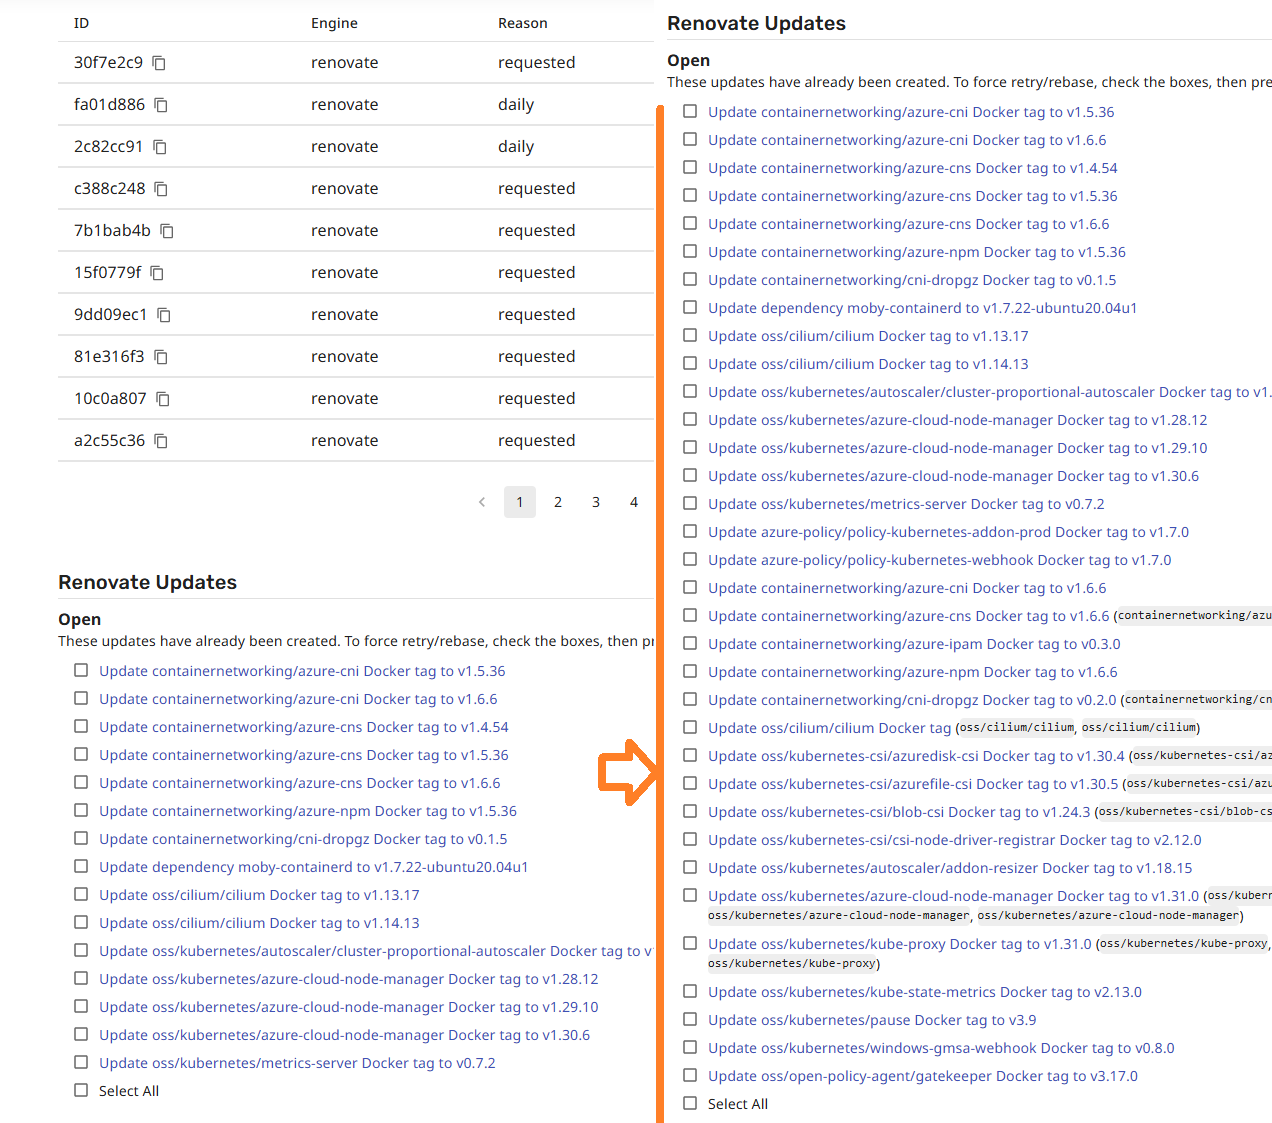 ID Engine Reason
30f7e2c9 renovate requested
fa01d886 renovate daily
2c82cc91 renovate daily
c388c248 renovate requested
7b1bab4b renovate requested
15f0779f renovate requested
9dd09ec1 renovate requested
81e316f3 renovate requested
10c0a807 renovate requested
a2c55c36 renovate requested
1 2 3 4
Renovate Updates
Open
These updates have already been created. To force retry/rebase, check the boxes, then pr
Update containernetworking/azure-cni Docker tag to v1.5.36
Update containernetworking/azure-cni Docker tag to v1.6.6
Update containernetworking/azure-cns Docker tag to v1.4.54
Update containernetworking/azure-cns Docker tag to v1.5.36
Update containernetworking/azure-cns Docker tag to v1.6.6
Update containernetworking/azure-npm Docker tag to v1.5.36
Update containernetworking/cni-dropgz Docker tag to v0.1.5
Update dependency moby-containerd to v1.7.22-ubuntu20.04u1
Update oss/cilium/cilium Docker tag to v1.13.17
Update oss/cilium/cilium Docker tag to v1.14.13
Update oss/kubernetes/autoscaler/cluster-proportional-autoscaler Docker tag to v
Update oss/kubernetes/azure-cloud-node-manager Docker tag to v1.28.12
Update oss/kubernetes/azure-cloud-node-manager Docker tag to v1.29.10
Update oss/kubernetes/azure-cloud-node-manager Docker tag to v1.30.6
Update oss/kubernetes/metrics-server Docker tag to v0.7.2
Select All
Renovate Updates
Open
These updates have already been created. To force retry/rebase, check the boxes, then pre
Update containernetworking/azure-cni Docker tag to v1.5.36
Update containernetworking/azure-cni Docker tag to v1.6.6
Update containernetworking/azure-cns Docker tag to v1.4.54
Update containernetworking/azure-cns Docker tag to v1.5.36
Update containernetworking/azure-cns Docker tag to v1.6.6
Update containernetworking/azure-npm Docker tag to v1.5.36
Update containernetworking/cni-dropgz Docker tag to v0.1.5
Update dependency moby-containerd to v1.7.22-ubuntu20.04u1
Update oss/cilium/cilium Docker tag to v1.13.17
Update oss/cilium/cilium Docker tag to v1.14.13
Update oss/kubernetes/autoscaler/cluster-proportional-autoscaler Docker tag to v1.
Update oss/kubernetes/azure-cloud-node-manager Docker tag to v1.28.12
Update oss/kubernetes/azure-cloud-node-manager Docker tag to v1.29.10
Update oss/kubernetes/azure-cloud-node-manager Docker tag to v1.30.6
Update oss/kubernetes/metrics-server Docker tag to v0.7.2
Update azure-policy/policy-kubernetes-addon-prod Docker tag to v1.7.0
Update azure-policy/policy-kubernetes-webhook Docker tag to v1.7.0
Update containernetworking/azure-cni Docker tag to v1.6.6
Update containernetworking/azure-cns Docker tag to v1.6.6 (containernetworking/azu
Update containernetworking/azure-ipam Docker tag to v0.3.0
Update containernetworking/azure-npm Docker tag to v1.6.6
Update containernetworking/cni-dropgz Docker tag to v0.2.0 (containernetworking/cn
Update oss/cilium/cilium Docker tag (oss/cilium/cilium, oss/cilium/cilium)
Update oss/kubernetes-csi/azuredisk-csi Docker tag to v1.30.4 (oss/kubernetes-csi/az
Update oss/kubernetes-csi/azurefile-csi Docker tag to v1.30.5 (oss/kubernetes-csi/azu
Update oss/kubernetes-csi/blob-csi Docker tag to v1.24.3 (oss/kubernetes-csi/blob-cs
Update oss/kubernetes-csi/csi-node-driver-registrar Docker tag to v2.12.0
Update oss/kubernetes/autoscaler/addon-resizer Docker tag to v1.18.15
Update oss/kubernetes/azure-cloud-node-manager Docker tag to v1.31.0 (oss/kubern
oss/kubernetes/azure-cloud-node-manager, oss/kubernetes/azure-cloud-node-manager)
Update oss/kubernetes/kube-proxy Docker tag to v1.31.0 (oss/kubernetes/kube-proxy,
oss/kubernetes/kube-proxy)
Update oss/kubernetes/kube-state-metrics Docker tag to v2.13.0
Update oss/kubernetes/pause Docker tag to v3.9
Update oss/kubernetes/windows-gmsa-webhook Docker tag to v0.8.0
Update oss/open-policy-agent/gatekeeper Docker tag to v3.17.0
Select All